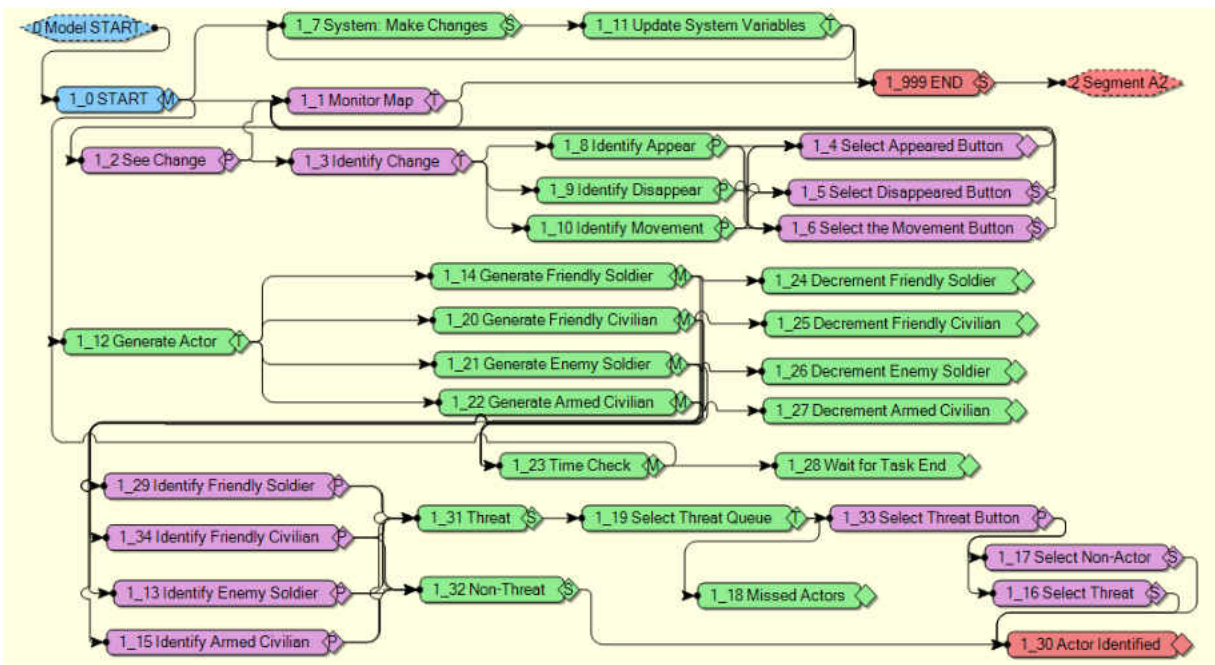 0 Model START
1_7 System: Make Changes S
1_11 Update System Variables T
1_0 START M
1_1 Monitor Map T
1_999 END S
2 Segment A2
1_2 See Change P
1_3 Identify Change T
1_8 Identify Appear P
1_4 Select Appeared Button
1_9 Identify Disappear P
1_5 Select Disappeared Button S
1_10 Identify Movement P
1_6 Select the Movement Button S
1_14 Generate Friendly Soldier M
1_24 Decrement Friendly Soldier
1_20 Generate Friendly Civilian M
1_25 Decrement Friendly Civilian
1_12 Generate Actor T
1_21 Generate Enemy Soldier M
1_26 Decrement Enemy Soldier
1_22 Generate Armed Civilian M
1_27 Decrement Armed Civilian
1_23 Time Check M
1_28 Wait for Task End
1_29 Identify Friendly Soldier P
1_31 Threat S
1_19 Select Threat Queue T
1_33 Select Threat Button P
1_34 Identify Friendly Civilian P
1_17 Select Non-Actor S
1_13 Identify Enemy Soldier P
1_32 Non-Threat S
1_18 Missed Actors
1_16 Select Threat S
1_15 Identify Armed Civilian P
1_30 Actor Identified